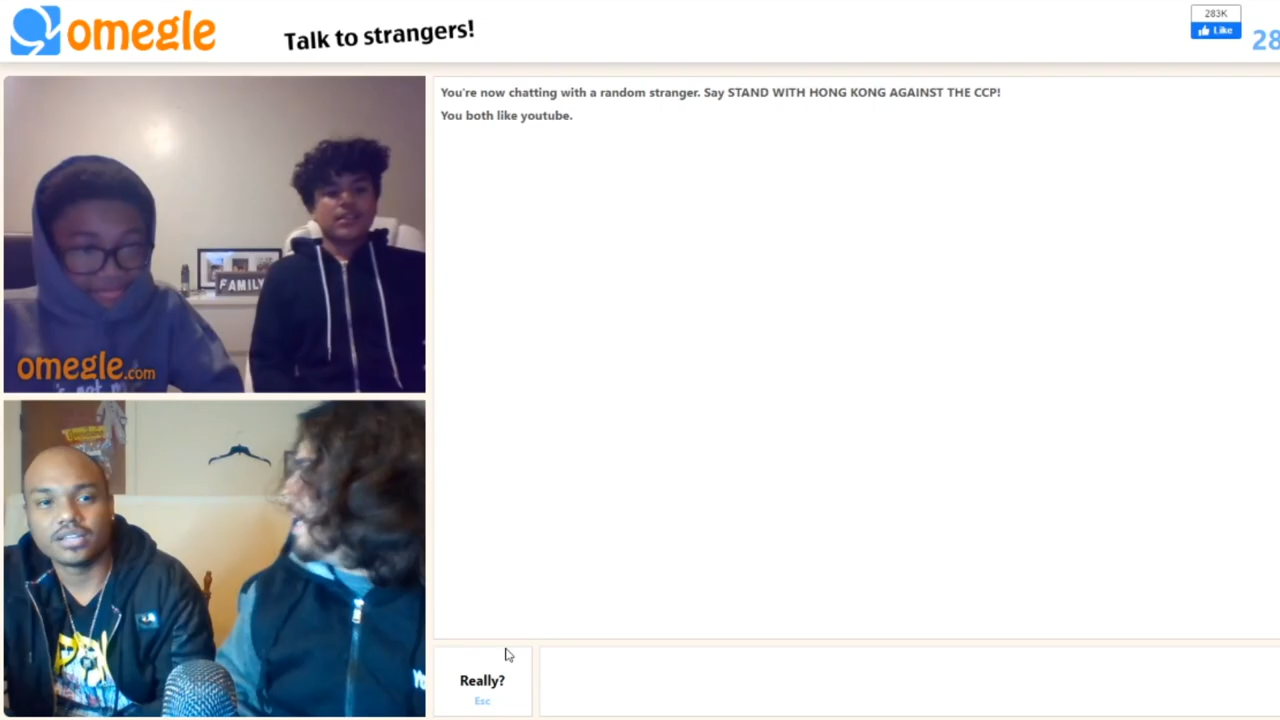 omegle
Talk to strangers!
283K
Like
28
You're now chatting with a random stranger. Say STAND WITH HONG KONG AGAINST THE CCP!
You both like youtube.
FAMILY
omegle.com
Really?
Esc